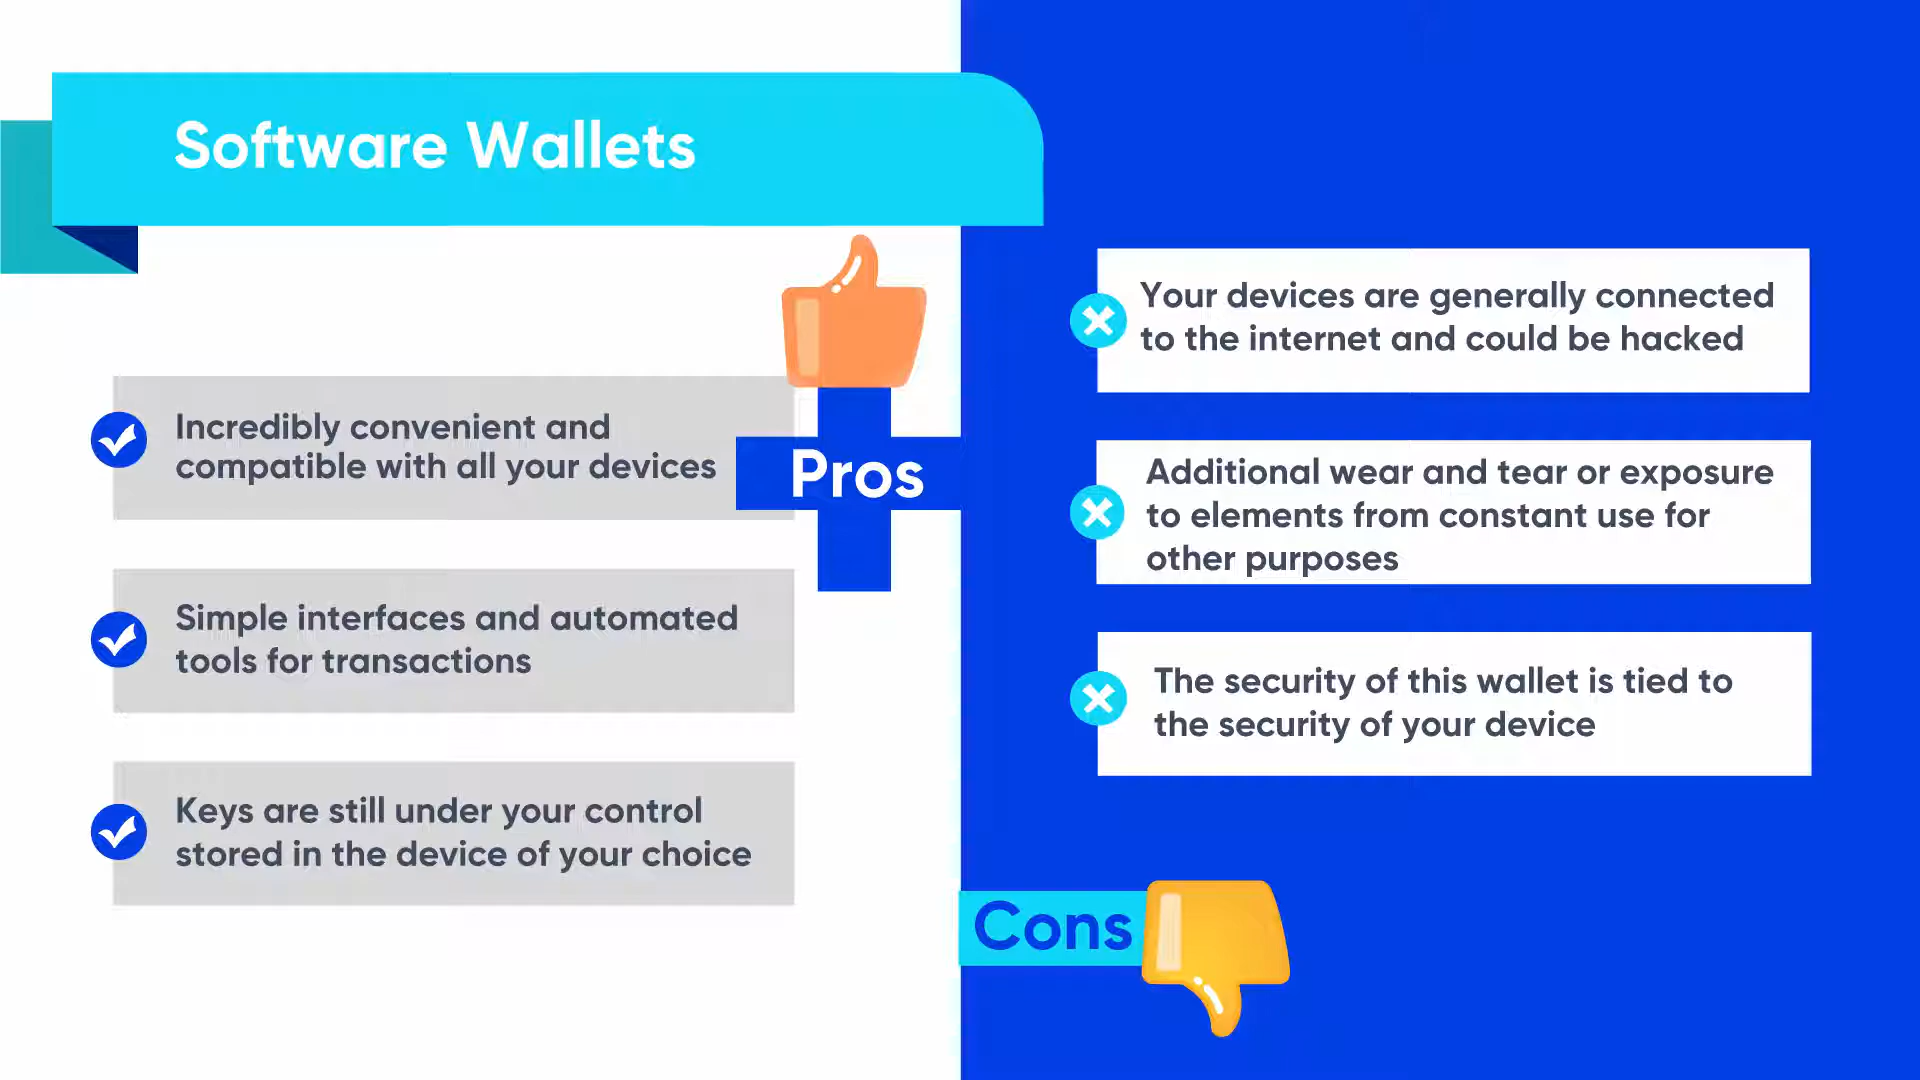 Software Wallets
Pros
Incredibly convenient and
compatible with all your devices
Simple interfaces and automated
tools for transactions
Keys are still under your control
stored in the device of your choice
Your devices are generally connected
to the internet and could be hacked
Additional wear and tear or exposure
to elements from constant use for
other purposes
The security of this wallet is tied to
the security of your device
Cons